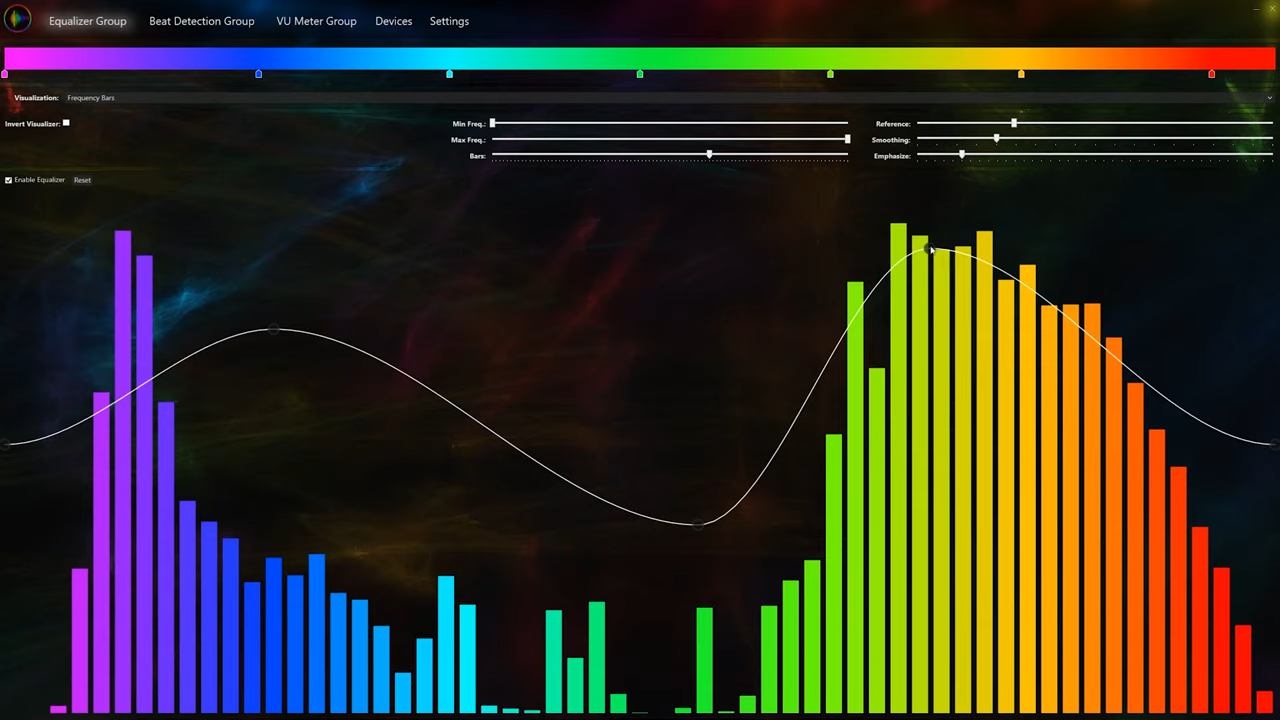 Equalizer Group Beat Detection Group VU Meter Group Devices Settings
Visualization: Frequency Bars
Invert Visualizer:
Min Freq.:
Max Freq.:
Bars:
Reference:
Smoothing:
Emphasize:
Enable Equalizer Reset